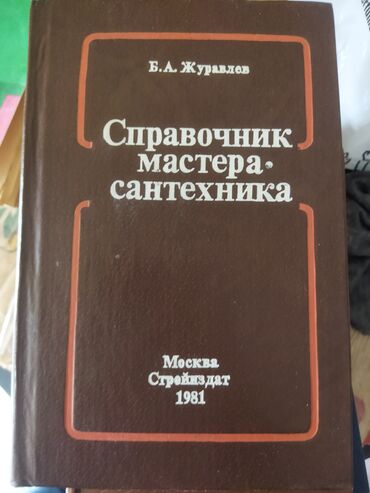 Б.А. Журавлев
Справочник
мастера-
сантехника
Москва
Стройиздат
1981